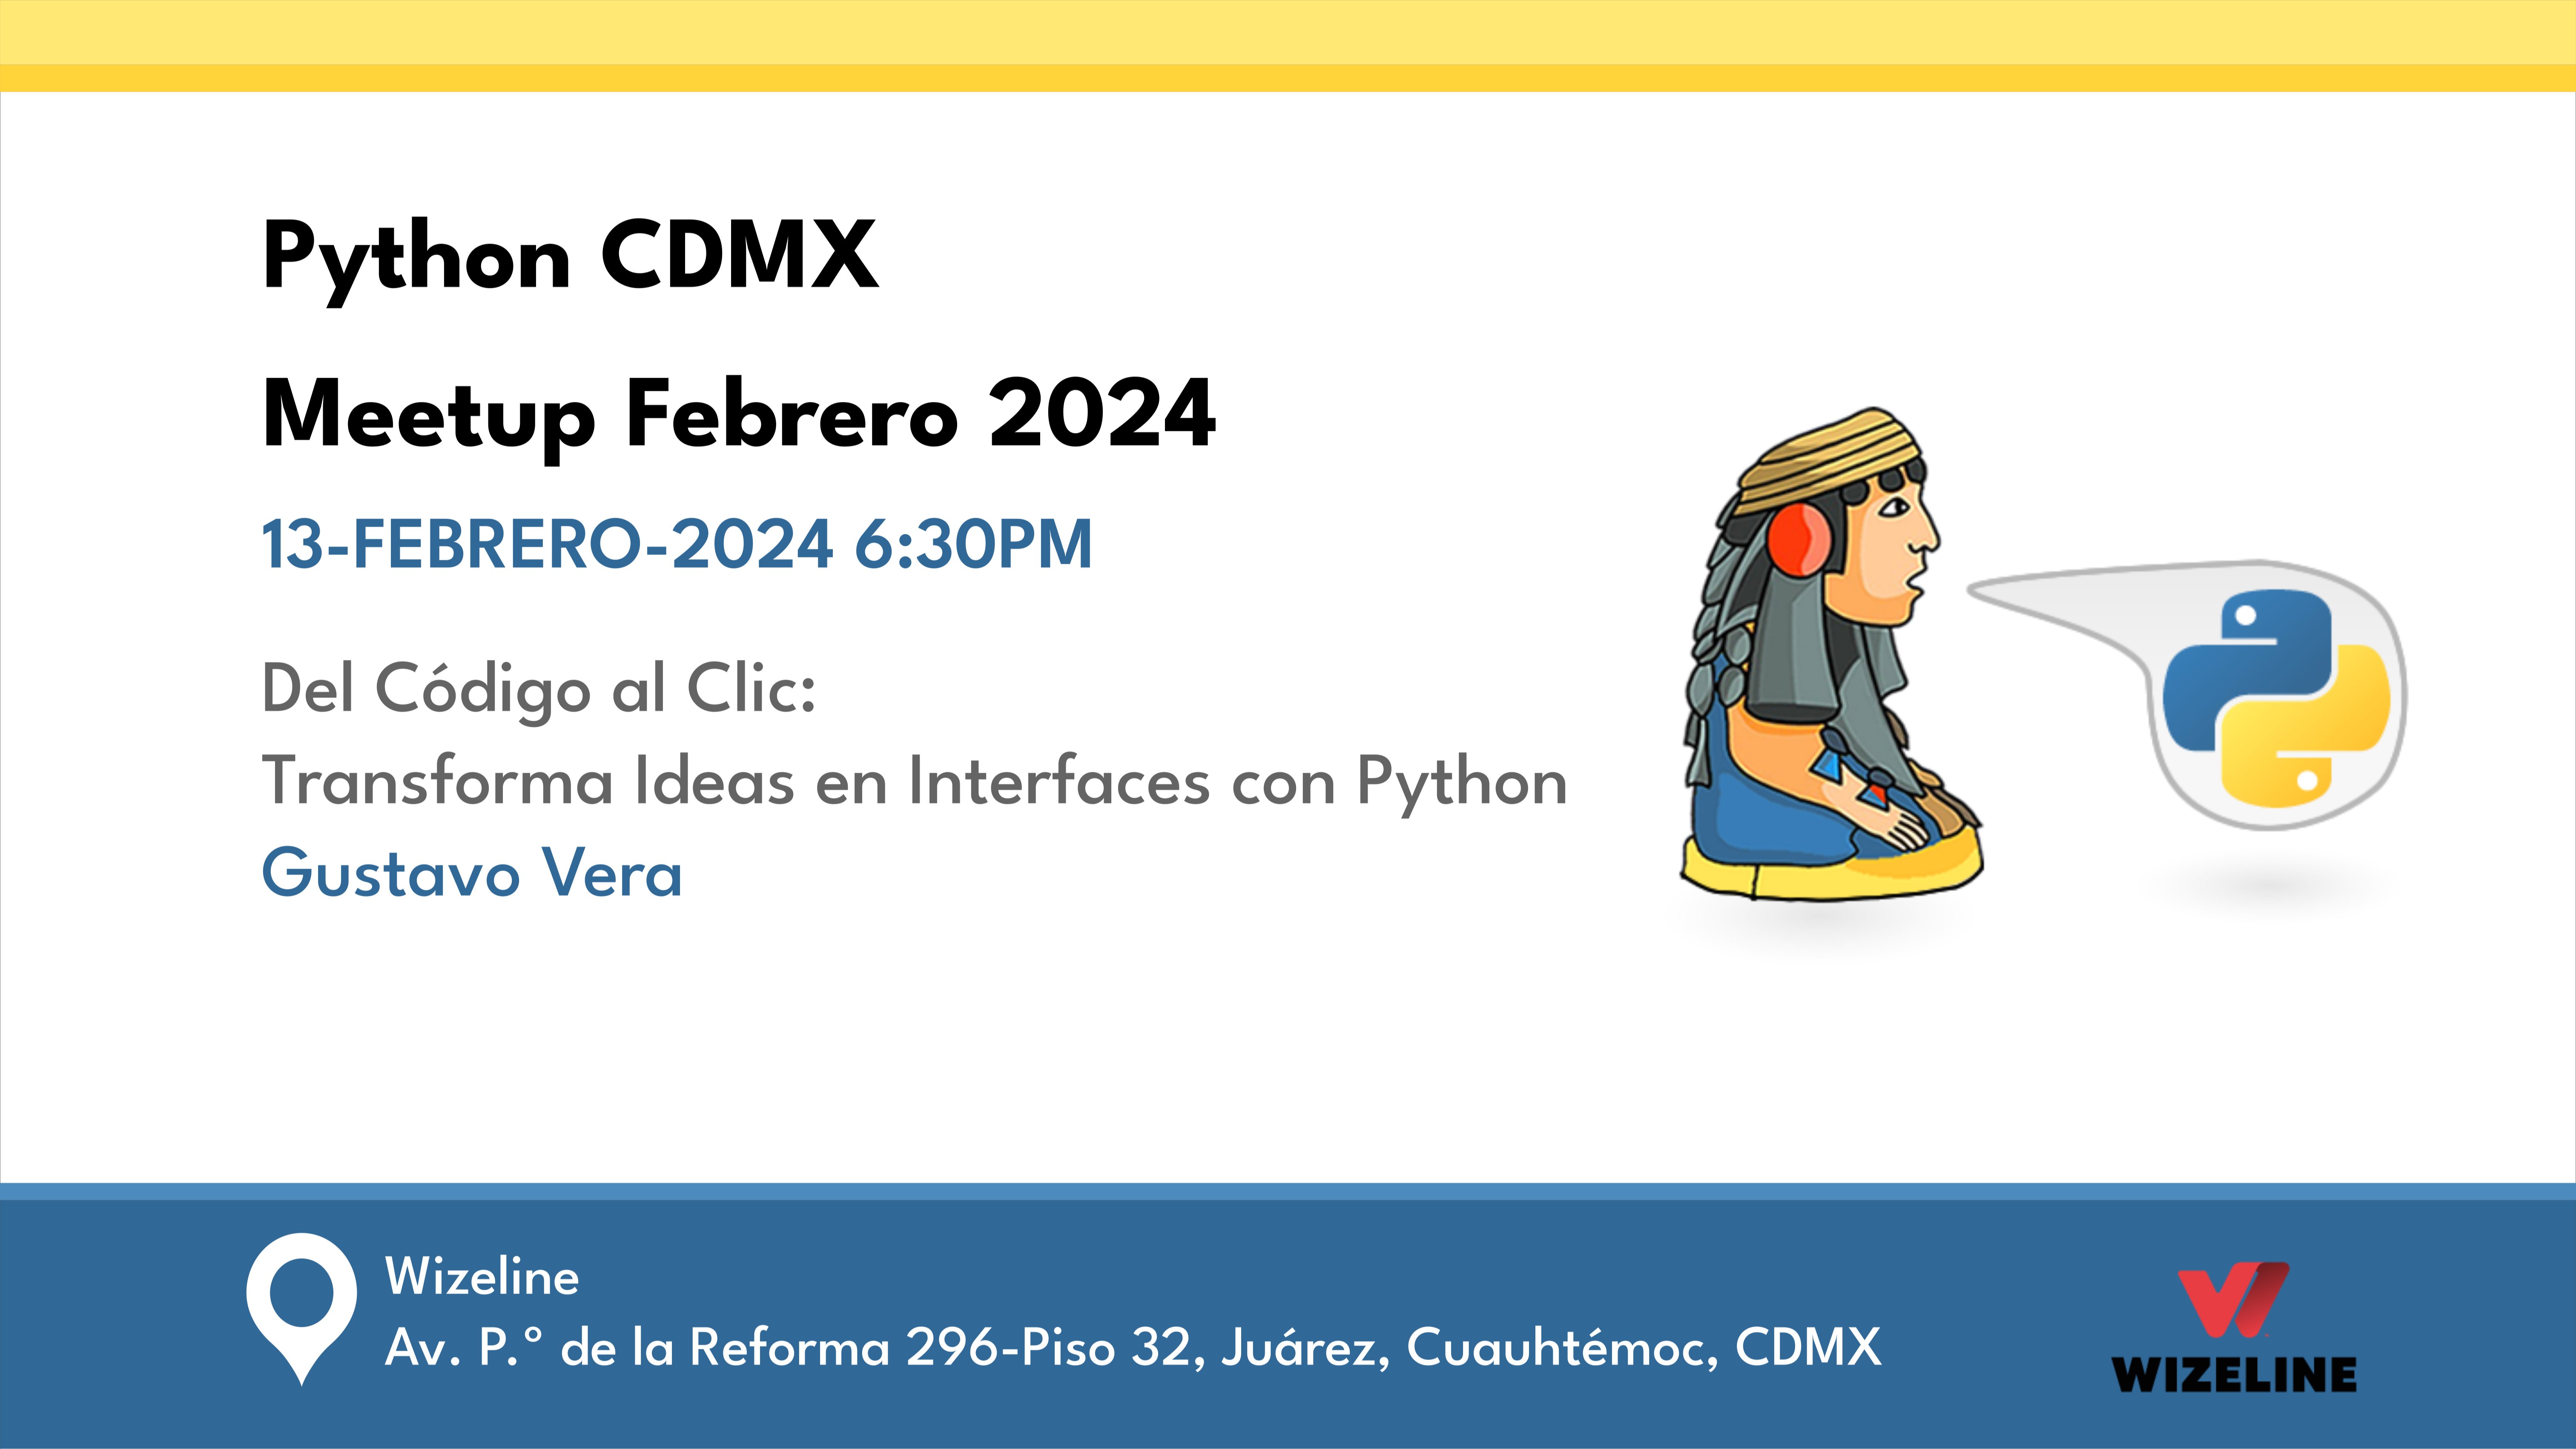 Python CDMX
Meetup Febrero 2024
13-FEBRERO-2024 6:30PM
Del Código al Clic:
Transforma Ideas en Interfaces con Python
Gustavo Vera
Wizeline
Av. P.º de la Reforma 296-Piso 32, Juárez, Cuauhtémoc, CDMX
WIZELINE